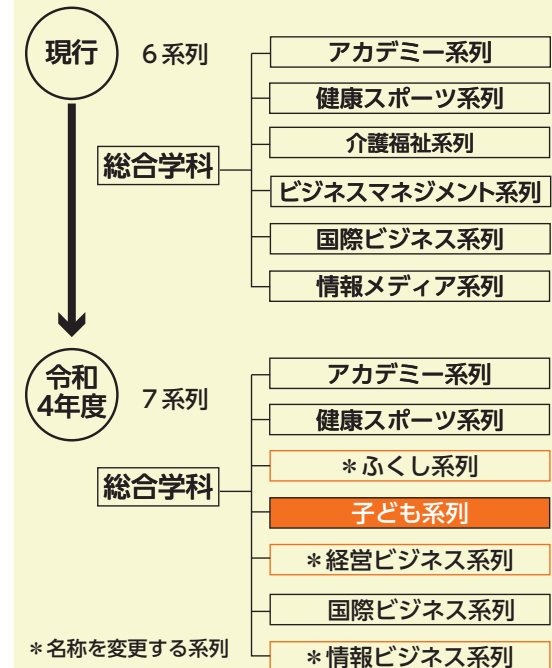 現行
6系列
アカデミー系列
健康スポーツ系列
介護福祉系列
総合学科
ビジネスマネジメント系列
国際ビジネス系列
情報メディア系列
令和
4年度
7系列
アカデミー系列
健康スポーツ系列
＊ふくし系列
総合学科
子ども系列
＊経営ビジネス系列
国際ビジネス系列
＊名称を変更する系列
＊情報ビジネス系列